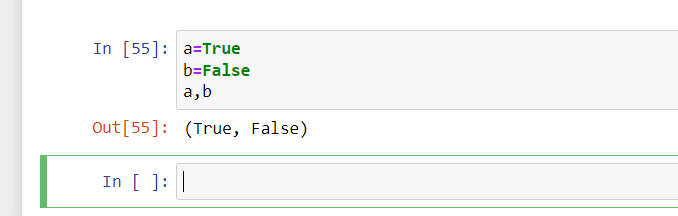 In [55]: a=True
b=False
a,b
Out[55]: (True, False)
In [ ]: